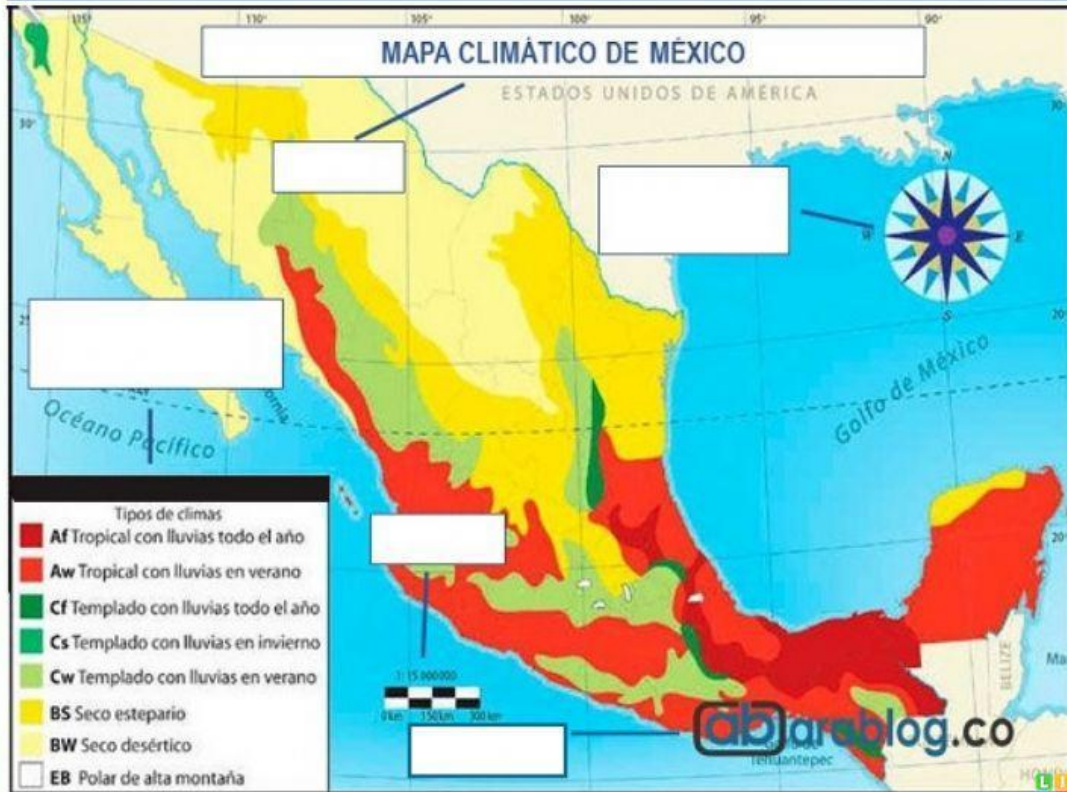 115° 110° 105° 100° 95° 90°
MAPA CLIMÁTICO DE MÉXICO
ESTADOS UNIDOS DE AMÉRICA
30°
N
W E
S
20°
Golfo de México
Océano Pacífico
Tipos de climas
Af Tropical con lluvias todo el año
Aw Tropical con lluvias en verano
Cf Templado con lluvias todo el año
Cs Templado con lluvias en invierno
Cw Templado con lluvias en verano
BS Seco estepario
BW Seco desértico
EB Polar de alta montaña
20°
BELIZE
1: 15 000000
0 km 150 km 300 km
abarablog.co
Tehuantepec